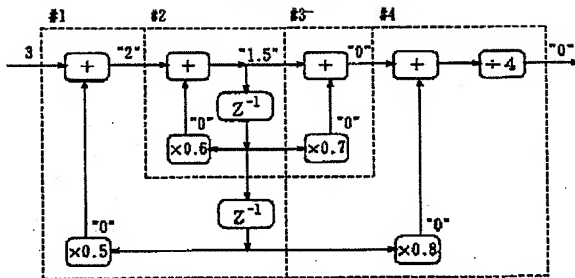 #1 #2 #3 #4
3 + "2" + "1.5" + "0" + ÷4 "0"
Z⁻¹
"0" "0"
×0.6 ×0.7
Z⁻¹
"0" "0"
×0.5 ×0.8